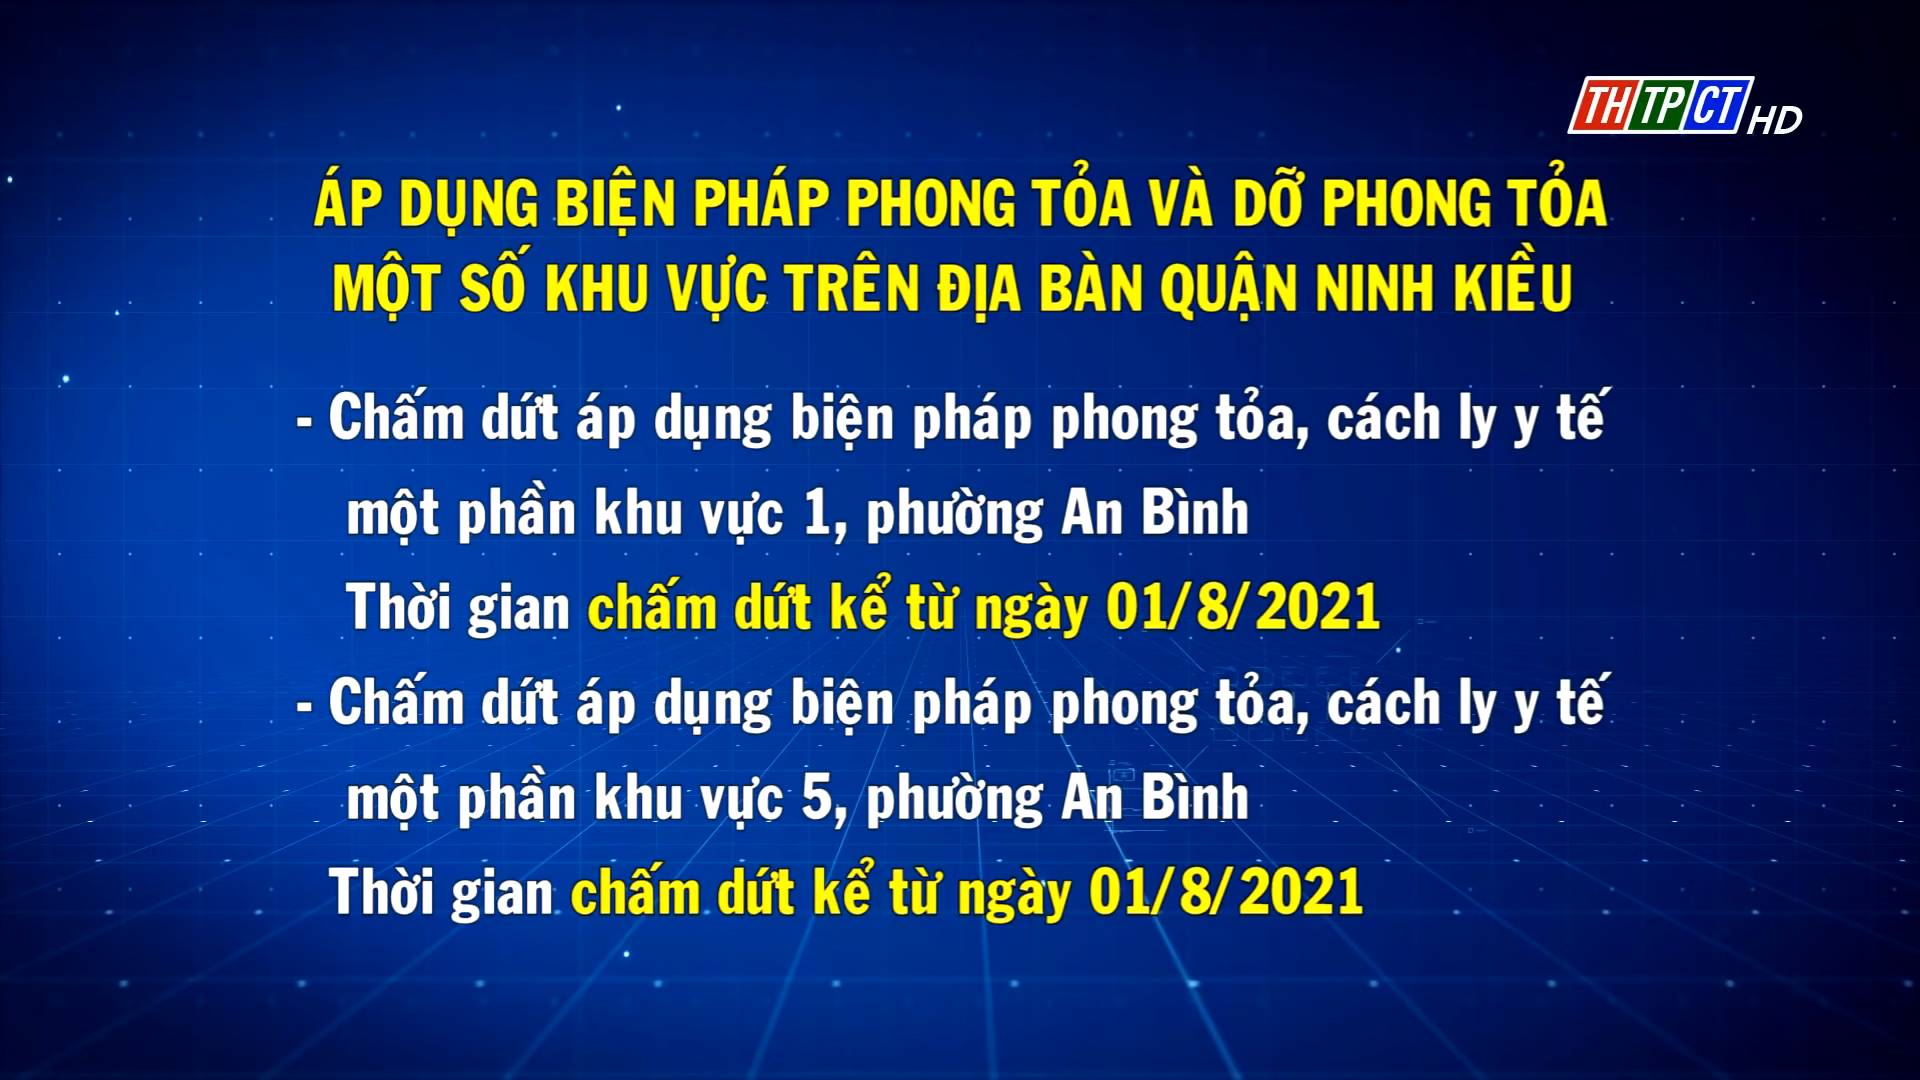 THTPCT HD
ÁP DỤNG BIỆN PHÁP PHONG TỎA VÀ DỠ PHONG TỎA
MỘT SỐ KHU VỰC TRÊN ĐỊA BÀN QUẬN NINH KIỀU
- Chấm dứt áp dụng biện pháp phong tỏa, cách ly y tế
một phần khu vực 1, phường An Bình
Thời gian chấm dứt kể từ ngày 01/8/2021
- Chấm dứt áp dụng biện pháp phong tỏa, cách ly y tế
một phần khu vực 5, phường An Bình
Thời gian chấm dứt kể từ ngày 01/8/2021